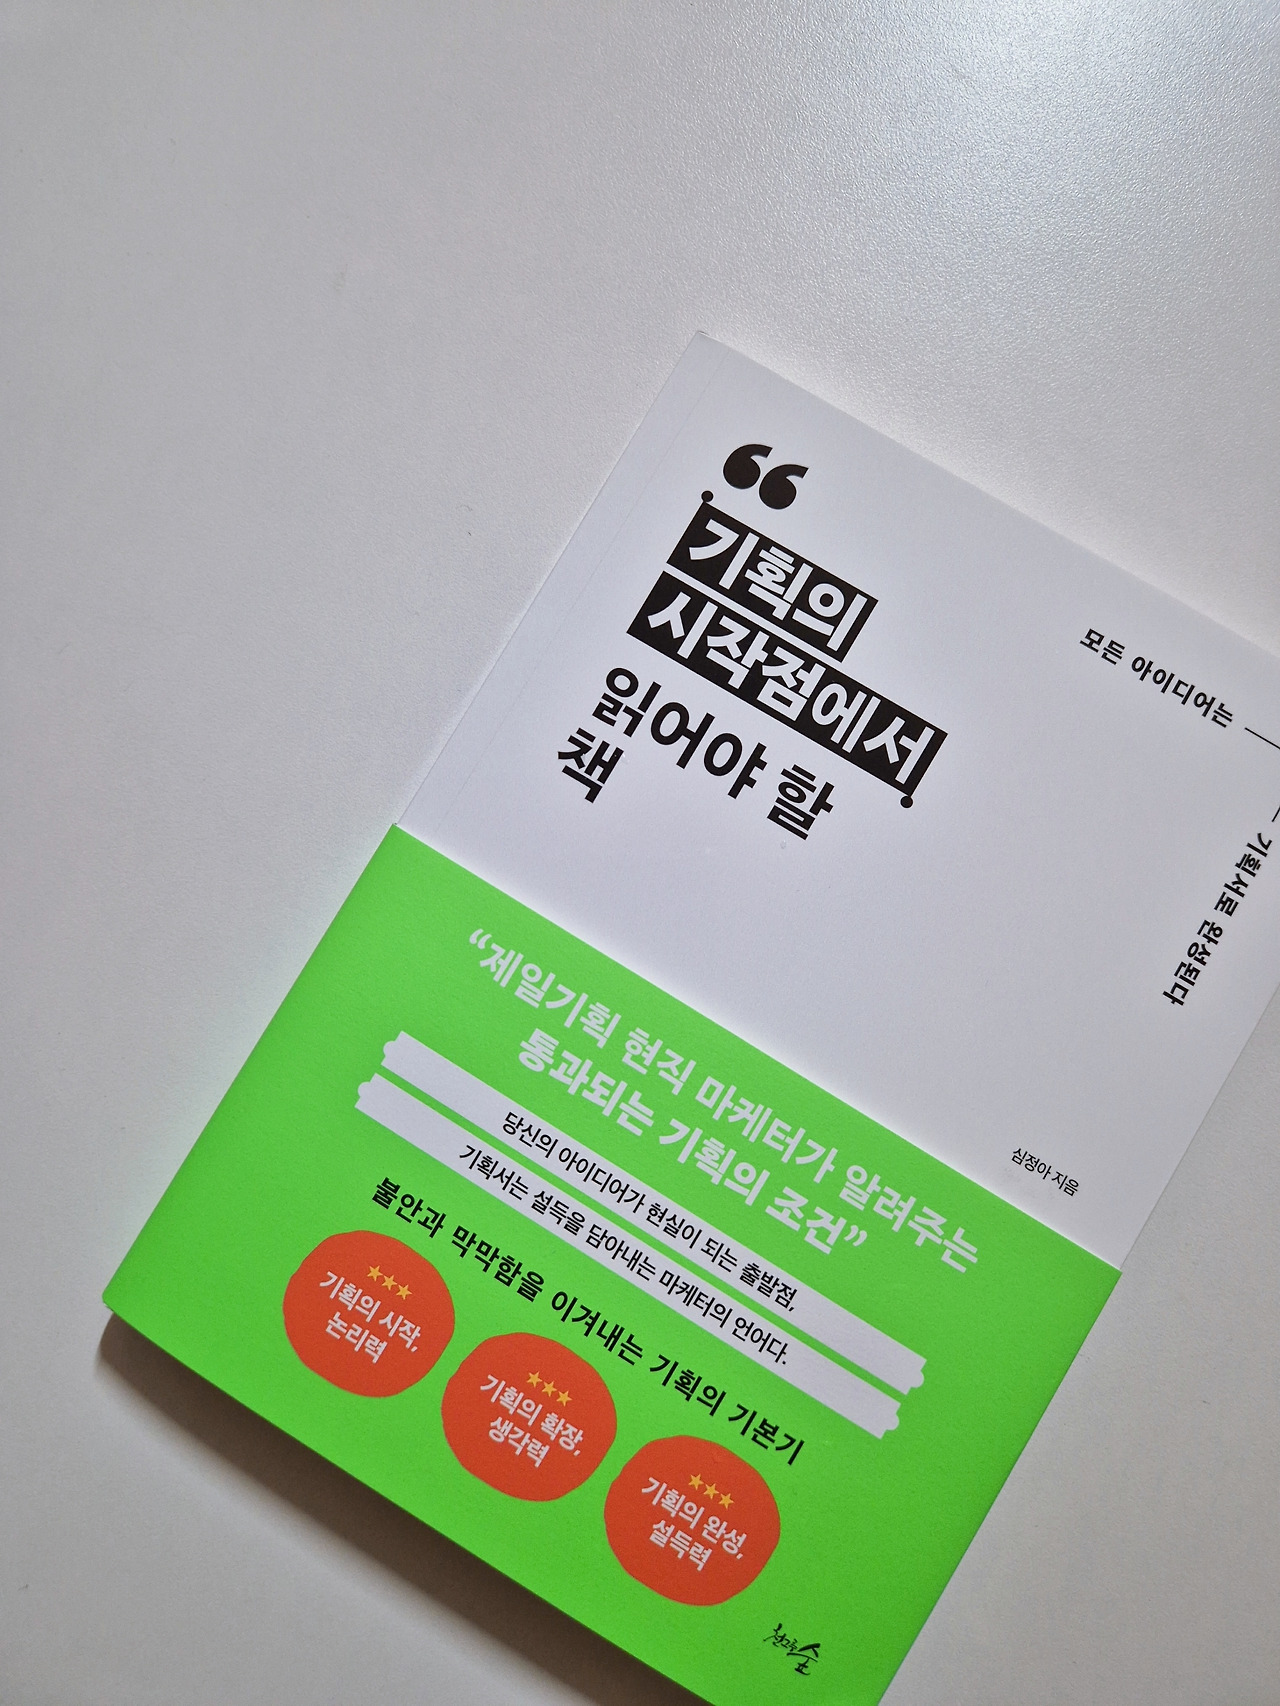 “
기획의
시작점에서
읽어야 할
책
모든 아이디어는
기획서로 완성된다
심정아 지음
“제일기획 현직 마케터가 알려주는
통과되는 기획의 조건”
당신의 아이디어가 현실이 되는 출발점,
기획서는 설득을 담아내는 마케터의 언어다.
불안과 막막함을 이겨내는 기획의 기본기
기획의 시작,
논리력
기획의 확장,
생각력
기획의 완성,
설득력